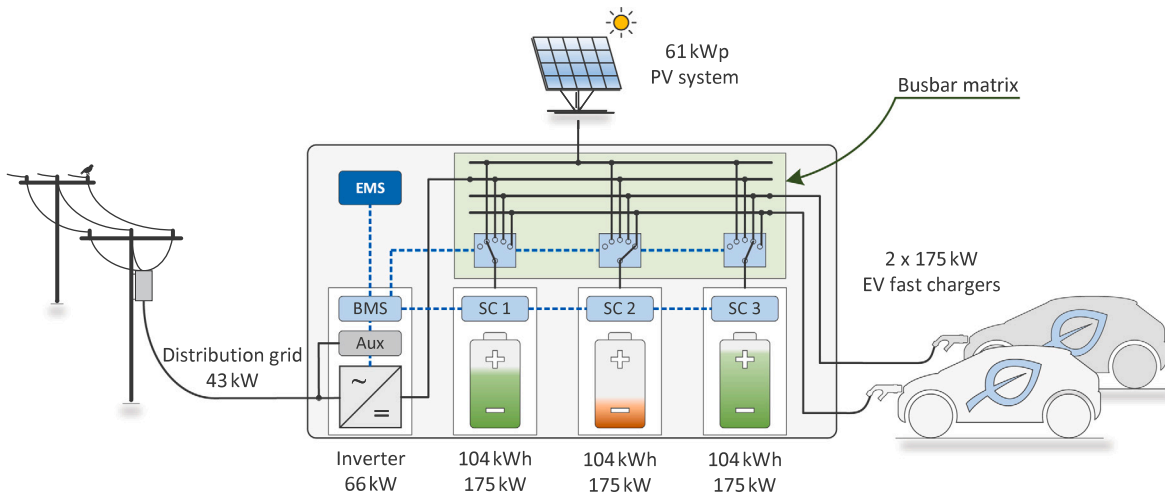 61 kWp
PV system
Busbar matrix
EMS
2 x 175 kW
EV fast chargers
BMS
SC 1
SC 2
SC 3
Aux
Distribution grid
43 kW
~
=
Inverter
66 kW
104 kWh
175 kW
104 kWh
175 kW
104 kWh
175 kW